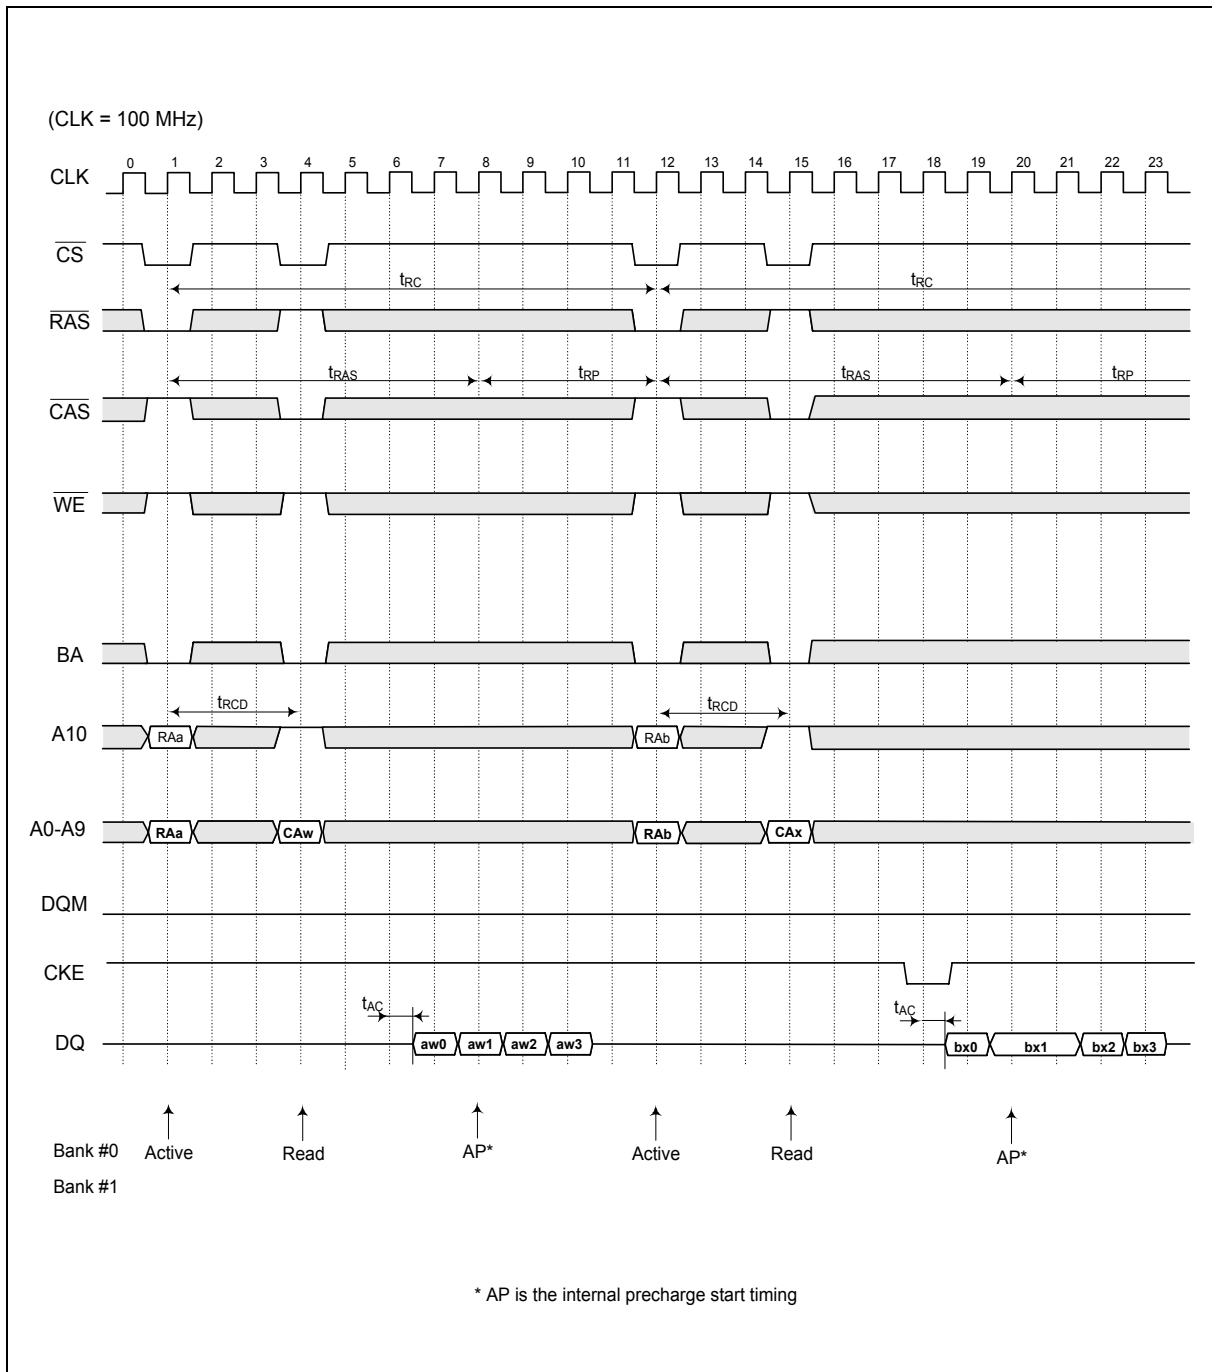 (CLK = 100 MHz)
0 1 2 3 4 5 6 7 8 9 10 11 12 13 14 15 16 17 18 19 20 21 22 23
CLK
CS
tRC tRC
RAS
tRAS tRP tRAS tRP
CAS
WE
BA
tRCD tRCD
A10 RAa RAb
A0-A9 RAa CAw RAb CAx
DQM
CKE
tAC tAC
DQ aw0 aw1 aw2 aw3 bx0 bx1 bx2 bx3
Bank #0 Active Read AP* Active Read AP*
Bank #1
* AP is the internal precharge start timing